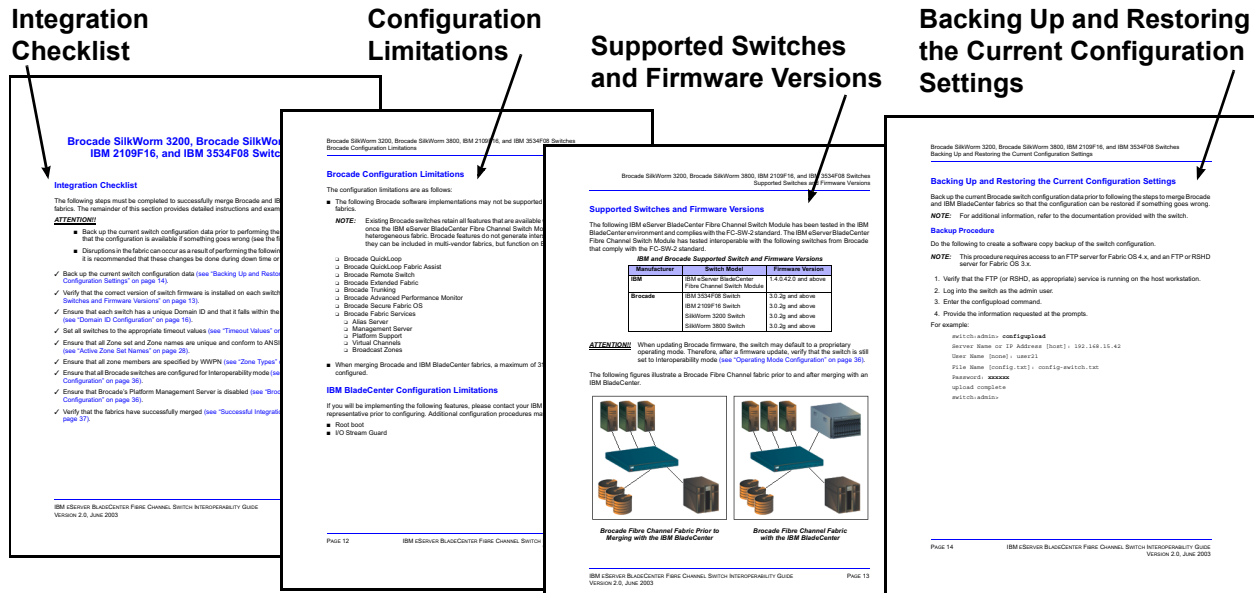 Integration
Checklist
Configuration
Limitations
Supported Switches
and Firmware Versions
Backing Up and Restoring
the Current Configuration
Settings
Brocade SilkWorm 3200, Brocade SilkWor
IBM 2109F16, and IBM 3534F08 Switc
Integration Checklist
The following steps must be completed to successfully merge Brocade and IB
fabrics. The remainder of this section provides detailed instructions and exam
ATTENTION!!
■ Back up the current switch configuration data prior to performing the
that the configuration is available if something goes wrong (see the fi
■ Disruptions in the fabric can occur as a result of performing the following
it is recommended that these changes be done during down time or
✓ Back up the current switch configuration data (see "Backing Up and Restor
Configuration Settings" on page 14).
✓ Verify that the correct version of switch firmware is installed on each switch
Switches and Firmware Versions" on page 13).
✓ Ensure that each switch has a unique Domain ID and that it falls within the
(see "Domain ID Configuration" on page 16).
✓ Set all switches to the appropriate timeout values (see "Timeout Values" on
✓ Ensure that all Zone set and Zone names are unique and conform to ANSI
(see "Active Zone Set Names" on page 28).
✓ Ensure that all zone members are specified by WWPN (see "Zone Types"
✓ Ensure that all Brocade switches are configured for Interoperability mode (se
Configuration" on page 36).
✓ Ensure that Brocade's Platform Management Server is disabled (see "Broc
Configuration" on page 36).
✓ Verify that the fabrics have successfully merged (see "Successful Integratio
page 37).
IBM ESERVER BLADECENTER FIBRE CHANNEL SWITCH INTEROPERABILITY GUIDE
VERSION 2.0, JUNE 2003
Brocade SilkWorm 3200, Brocade SilkWorm 3800, IBM 2109F16, and IBM 3534F08 Switches
Brocade Configuration Limitations
Brocade Configuration Limitations
The configuration limitations are as follows:
■ The following Brocade software implementations may not be supported
fabrics.
NOTE: Existing Brocade switches retain all features that are available
once the IBM eServer BladeCenter Fibre Channel Switch Mo
heterogeneous fabric. Brocade features do not generate inter
they can be included in multi-vendor fabrics, but function on B
❑ Brocade QuickLoop
❑ Brocade QuickLoop Fabric Assist
❑ Brocade Remote Switch
❑ Brocade Extended Fabric
❑ Brocade Trunking
❑ Brocade Advanced Performance Monitor
❑ Brocade Secure Fabric OS
❑ Brocade Fabric Services
❑ Alias Server
❑ Management Server
❑ Platform Support
❑ Virtual Channels
❑ Broadcast Zones
■ When merging Brocade and IBM BladeCenter fabrics, a maximum of 31
configured.
IBM BladeCenter Configuration Limitations
If you will be implementing the following features, please contact your IBM
representative prior to configuring. Additional configuration procedures ma
■ Root boot
■ I/O Stream Guard
PAGE 12 IBM ESERVER BLADECENTER FIBRE CHANNEL SWITCH
Brocade SilkWorm 3200, Brocade SilkWorm 3800, IBM 2109F16, and IBM 3534F08 Switches
Supported Switches and Firmware Versions
Supported Switches and Firmware Versions
The following IBM eServer BladeCenter Fibre Channel Switch Module has been tested in the IBM
BladeCenter environment and complies with the FC-SW-2 standard. The IBM eServer BladeCenter
Fibre Channel Switch Module has tested interoperable with the following switches from Brocade
that comply with the FC-SW-2 standard.
IBM and Brocade Supported Switch and Firmware Versions
Manufacturer Switch Model Firmware Version
IBM IBM eServer BladeCenter 1.4.0.42.0 and above
Fibre Channel Switch Module
Brocade IBM 3534F08 Switch 3.0.2g and above
IBM 2109F16 Switch 3.0.2g and above
SilkWorm 3200 Switch 3.0.2g and above
SilkWorm 3800 Switch 3.0.2g and above
ATTENTION!! When updating Brocade firmware, the switch may default to a proprietary
operating mode. Therefore, after a firmware update, verify that the switch is still
set to Interoperability mode (see "Operating Mode Configuration" on page 36).
The following figures illustrate a Brocade Fibre Channel fabric prior to and after merging with an
IBM BladeCenter.
Brocade Fibre Channel Fabric Prior to
Merging with the IBM BladeCenter
Brocade Fibre Channel Fabric
with the IBM BladeCenter
IBM ESERVER BLADECENTER FIBRE CHANNEL SWITCH INTEROPERABILITY GUIDE PAGE 13
VERSION 2.0, JUNE 2003
Brocade SilkWorm 3200, Brocade SilkWorm 3800, IBM 2109F16, and IBM 3534F08 Switches
Backing Up and Restoring the Current Configuration Settings
Backing Up and Restoring the Current Configuration Settings
Back up the current Brocade switch configuration data prior to following the steps to merge Brocade
and IBM BladeCenter fabrics so that the configuration can be restored if something goes wrong.
NOTE: For additional information, refer to the documentation provided with the switch.
Backup Procedure
Do the following to create a software copy backup of the switch configuration.
NOTE: This procedure requires access to an FTP server for Fabric OS 4.x, and an FTP or RSHD
server for Fabric OS 3.x.
1. Verify that the FTP (or RSHD, as appropriate) service is running on the host workstation.
2. Log into the switch as the admin user.
3. Enter the configupload command.
4. Provide the information requested at the prompts.
For example:
switch:admin> configupload
Server Name or IP Address [host]: 192.168.15.42
User Name [none]: user21
File Name [config.txt]: config-switch.txt
Password: xxxxxx
upload complete
switch:admin>
PAGE 14 IBM ESERVER BLADECENTER FIBRE CHANNEL SWITCH INTEROPERABILITY GUIDE
VERSION 2.0, JUNE 2003